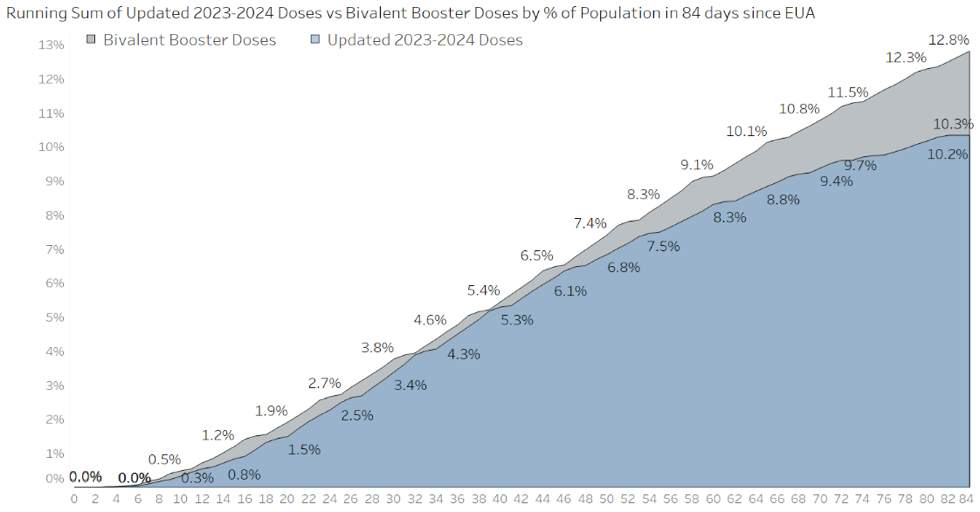 Running Sum of Updated 2023-2024 Doses vs Bivalent Booster Doses by % of Population in 84 days since EUA
Bivalent Booster Doses Updated 2023-2024 Doses
13%
12%
11%
10%
9%
8%
7%
6%
5%
4%
3%
2%
1%
0%
0.0% 0.0% 0.5% 1.2% 1.9% 2.7% 3.8% 4.6% 5.4% 6.5% 7.4% 8.3% 9.1% 10.1% 10.8% 11.5% 12.3% 12.8%
0.3% 0.8% 1.5% 2.5% 3.4% 4.3% 5.3% 6.1% 6.8% 7.5% 8.3% 8.8% 9.4% 9.7% 10.2% 10.3%
0 2 4 6 8 10 12 14 16 18 20 22 24 26 28 30 32 34 36 38 40 42 44 46 48 50 52 54 56 58 60 62 64 66 68 70 72 74 76 78 80 82 84